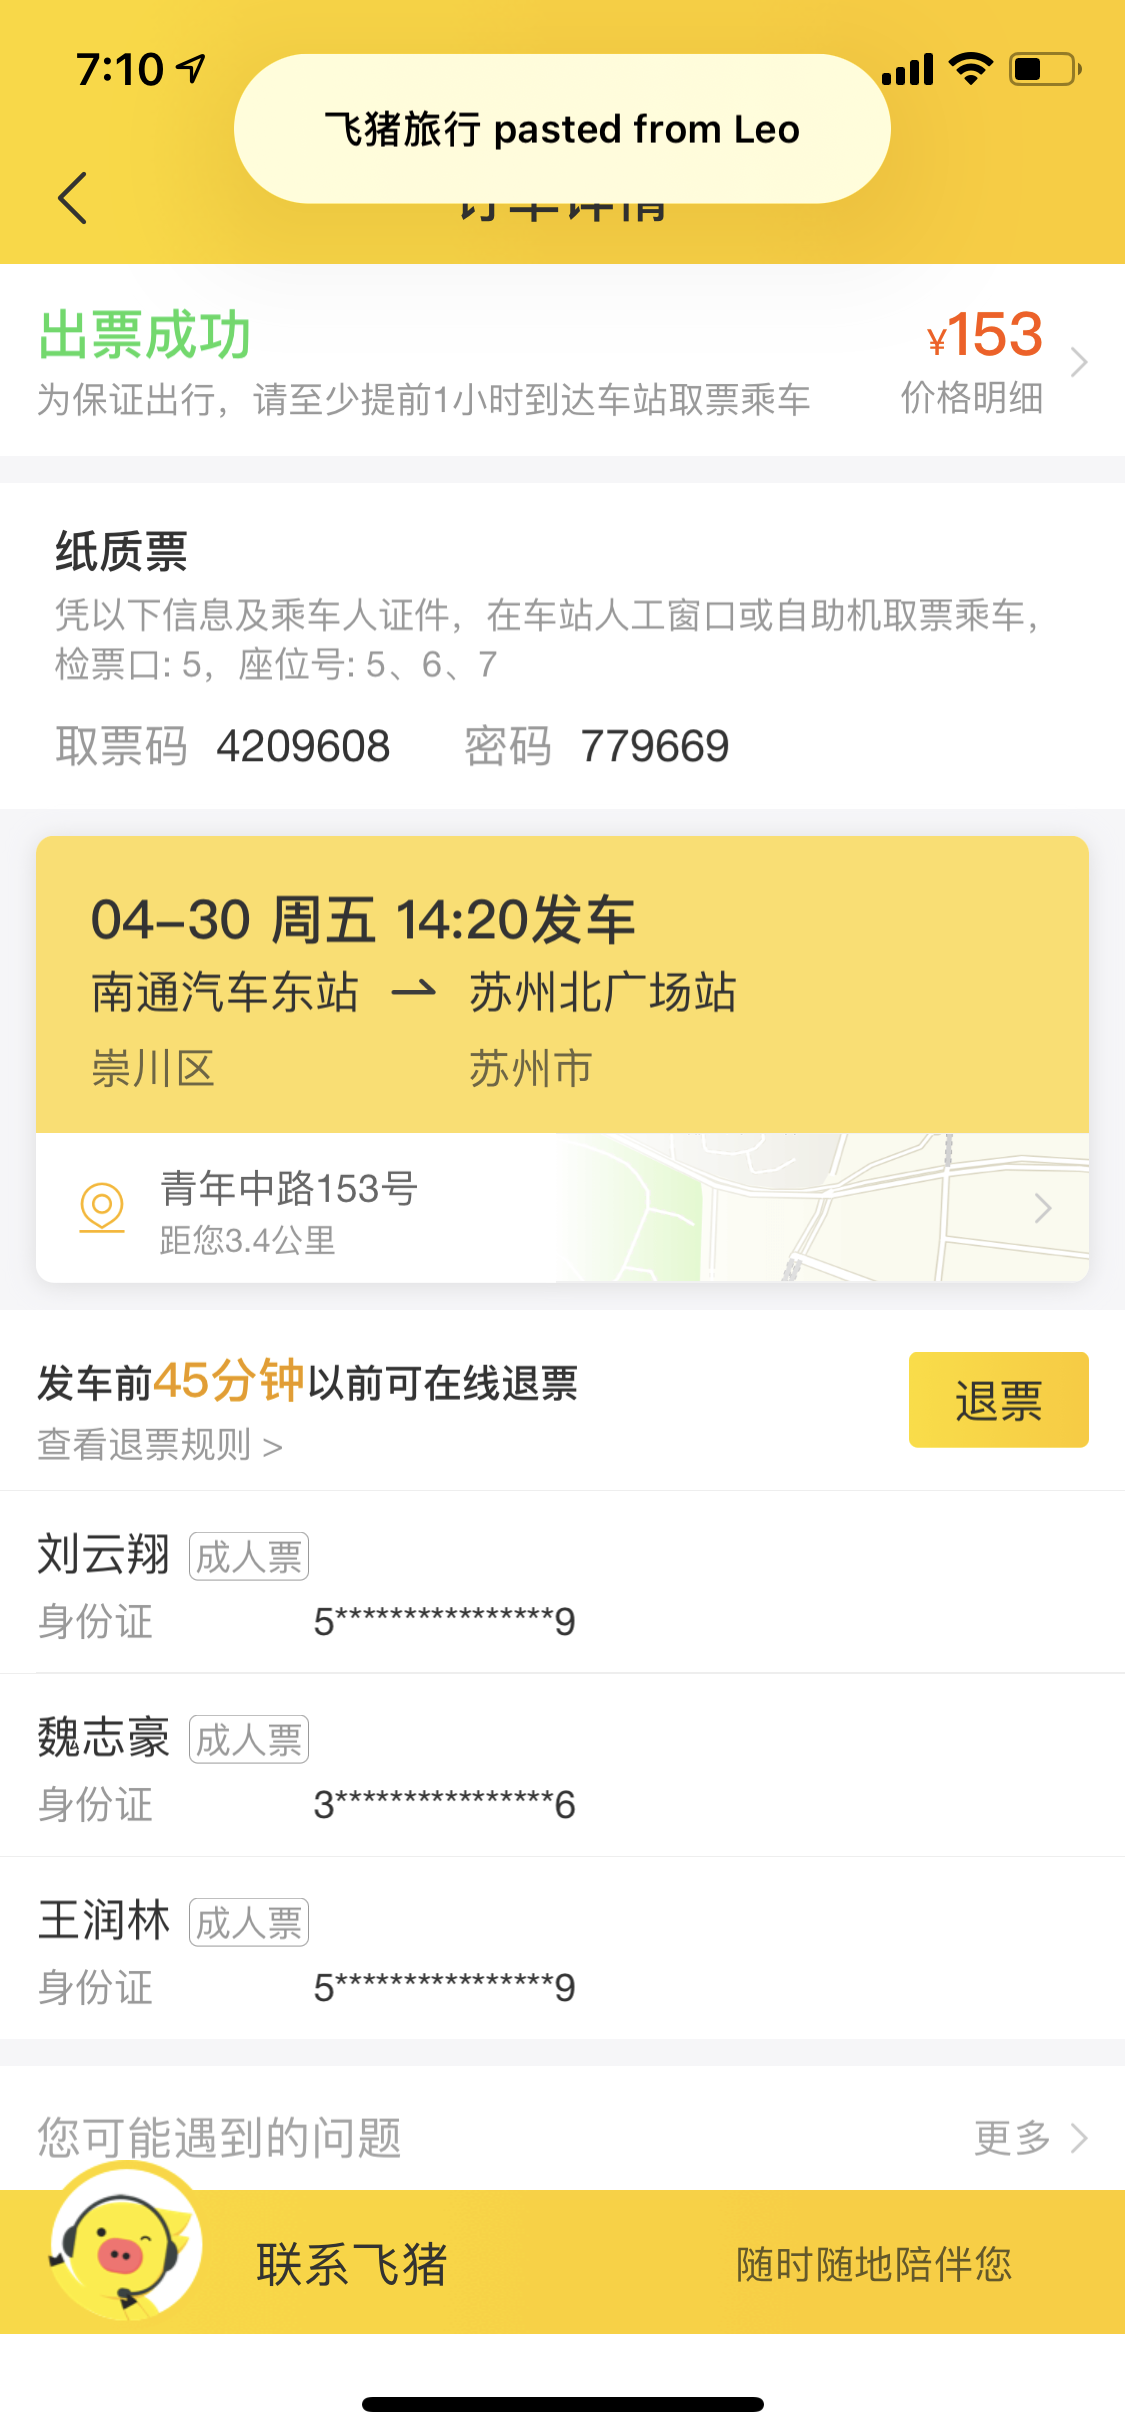 7:10
飞猪旅行 pasted from Leo
订单详情
出票成功
¥153
为保证出行，请至少提前1小时到达车站取票乘车
价格明细
纸质票
凭以下信息及乘车人证件，在车站人工窗口或自助机取票乘车，
检票口: 5，座位号: 5、6、7
取票码 4209608 密码 779669
04-30 周五 14:20发车
南通汽车东站 苏州北广场站
崇川区 苏州市
青年中路153号
距您3.4公里
发车前45分钟以前可在线退票
退票
查看退票规则 >
刘云翔 成人票
身份证 5****************9
魏志豪 成人票
身份证 3****************6
王润林 成人票
身份证 5****************9
您可能遇到的问题 更多
联系飞猪 随时随地陪伴您